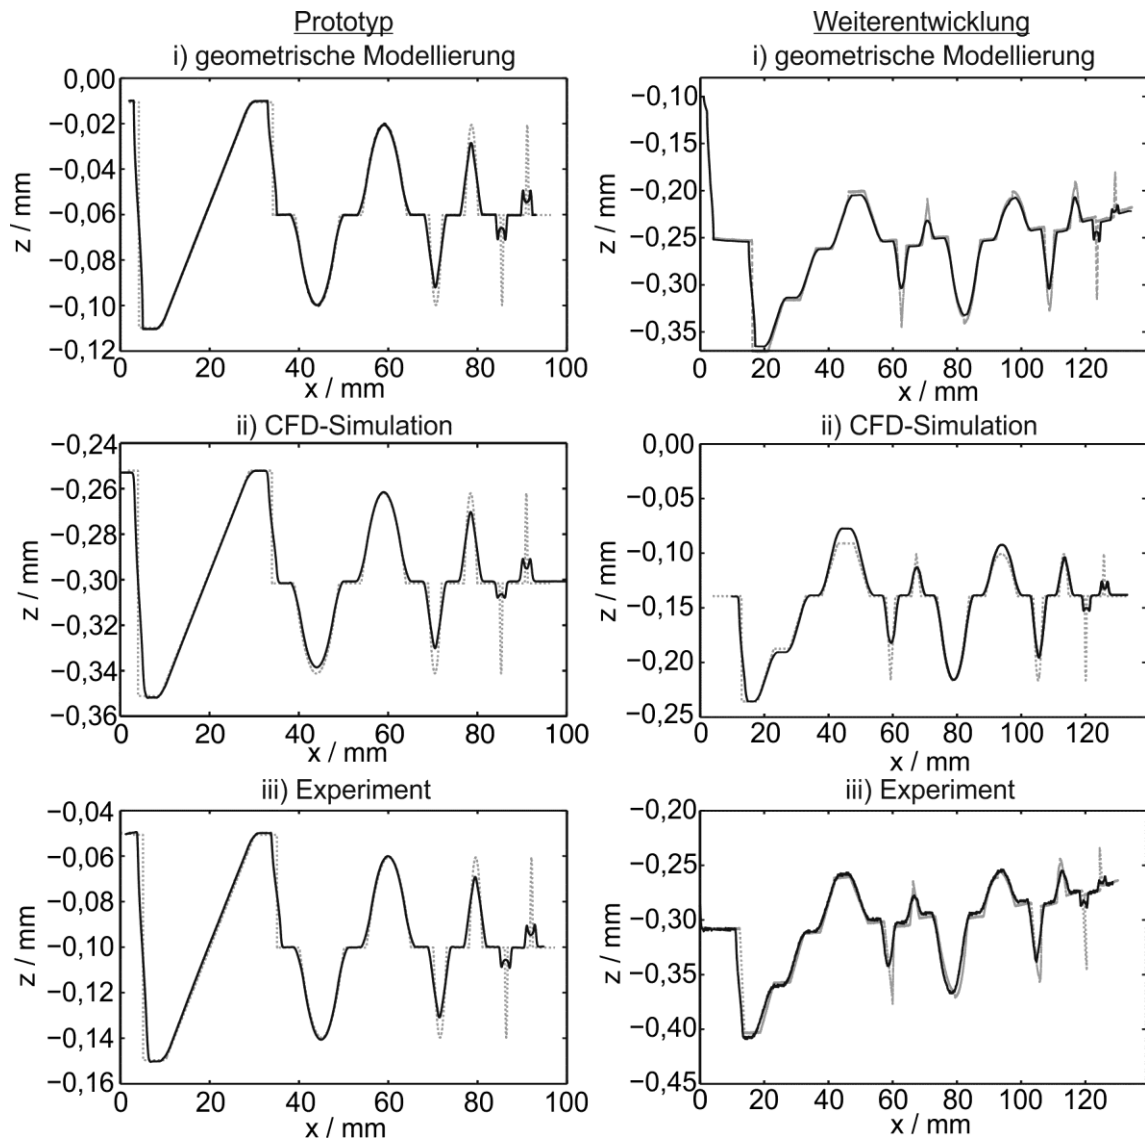 Prototyp
i) geometrische Modellierung
0,00
−0,02
−0,04
−0,06
−0,08
−0,10
−0,12
z / mm
0 20 40 60 80 100
x / mm
ii) CFD-Simulation
−0,24
−0,26
−0,28
−0,30
−0,32
−0,34
−0,36
z / mm
0 20 40 60 80 100
x / mm
iii) Experiment
−0,04
−0,06
−0,08
−0,10
−0,12
−0,14
−0,16
z / mm
0 20 40 60 80 100
x / mm
Weiterentwicklung
i) geometrische Modellierung
−0,10
−0,15
−0,20
−0,25
−0,30
−0,35
z / mm
0 20 40 60 80 100 120
x / mm
ii) CFD-Simulation
0,00
−0,05
−0,10
−0,15
−0,20
−0,25
z / mm
0 20 40 60 80 100 120
x / mm
iii) Experiment
−0,20
−0,25
−0,30
−0,35
−0,40
−0,45
z / mm
0 20 40 60 80 100 120
x / mm